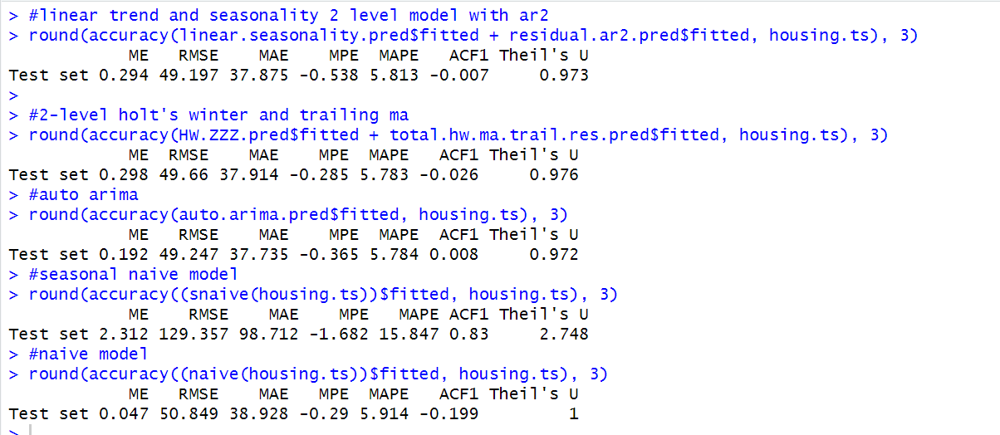 > #linear trend and seasonality 2 level model with ar2
> round(accuracy(linear.seasonality.pred$fitted + residual.ar2.pred$fitted, housing.ts), 3)
ME RMSE MAE MPE MAPE ACF1 Theil's U
Test set 0.294 49.197 37.875 -0.538 5.813 -0.007 0.973
>
> #2-level holt's winter and trailing ma
> round(accuracy(HW.ZZZ.pred$fitted + total.hw.ma.trail.res.pred$fitted, housing.ts), 3)
ME RMSE MAE MPE MAPE ACF1 Theil's U
Test set 0.298 49.66 37.914 -0.285 5.783 -0.026 0.976
> #auto arima
> round(accuracy(auto.arima.pred$fitted, housing.ts), 3)
ME RMSE MAE MPE MAPE ACF1 Theil's U
Test set 0.192 49.247 37.735 -0.365 5.784 0.008 0.972
> #seasonal naive model
> round(accuracy((snaive(housing.ts))$fitted, housing.ts), 3)
ME RMSE MAE MPE MAPE ACF1 Theil's U
Test set 2.312 129.357 98.712 -1.682 15.847 0.83 2.748
> #naive model
> round(accuracy((naive(housing.ts))$fitted, housing.ts), 3)
ME RMSE MAE MPE MAPE ACF1 Theil's U
Test set 0.047 50.849 38.928 -0.29 5.914 -0.199 1
>